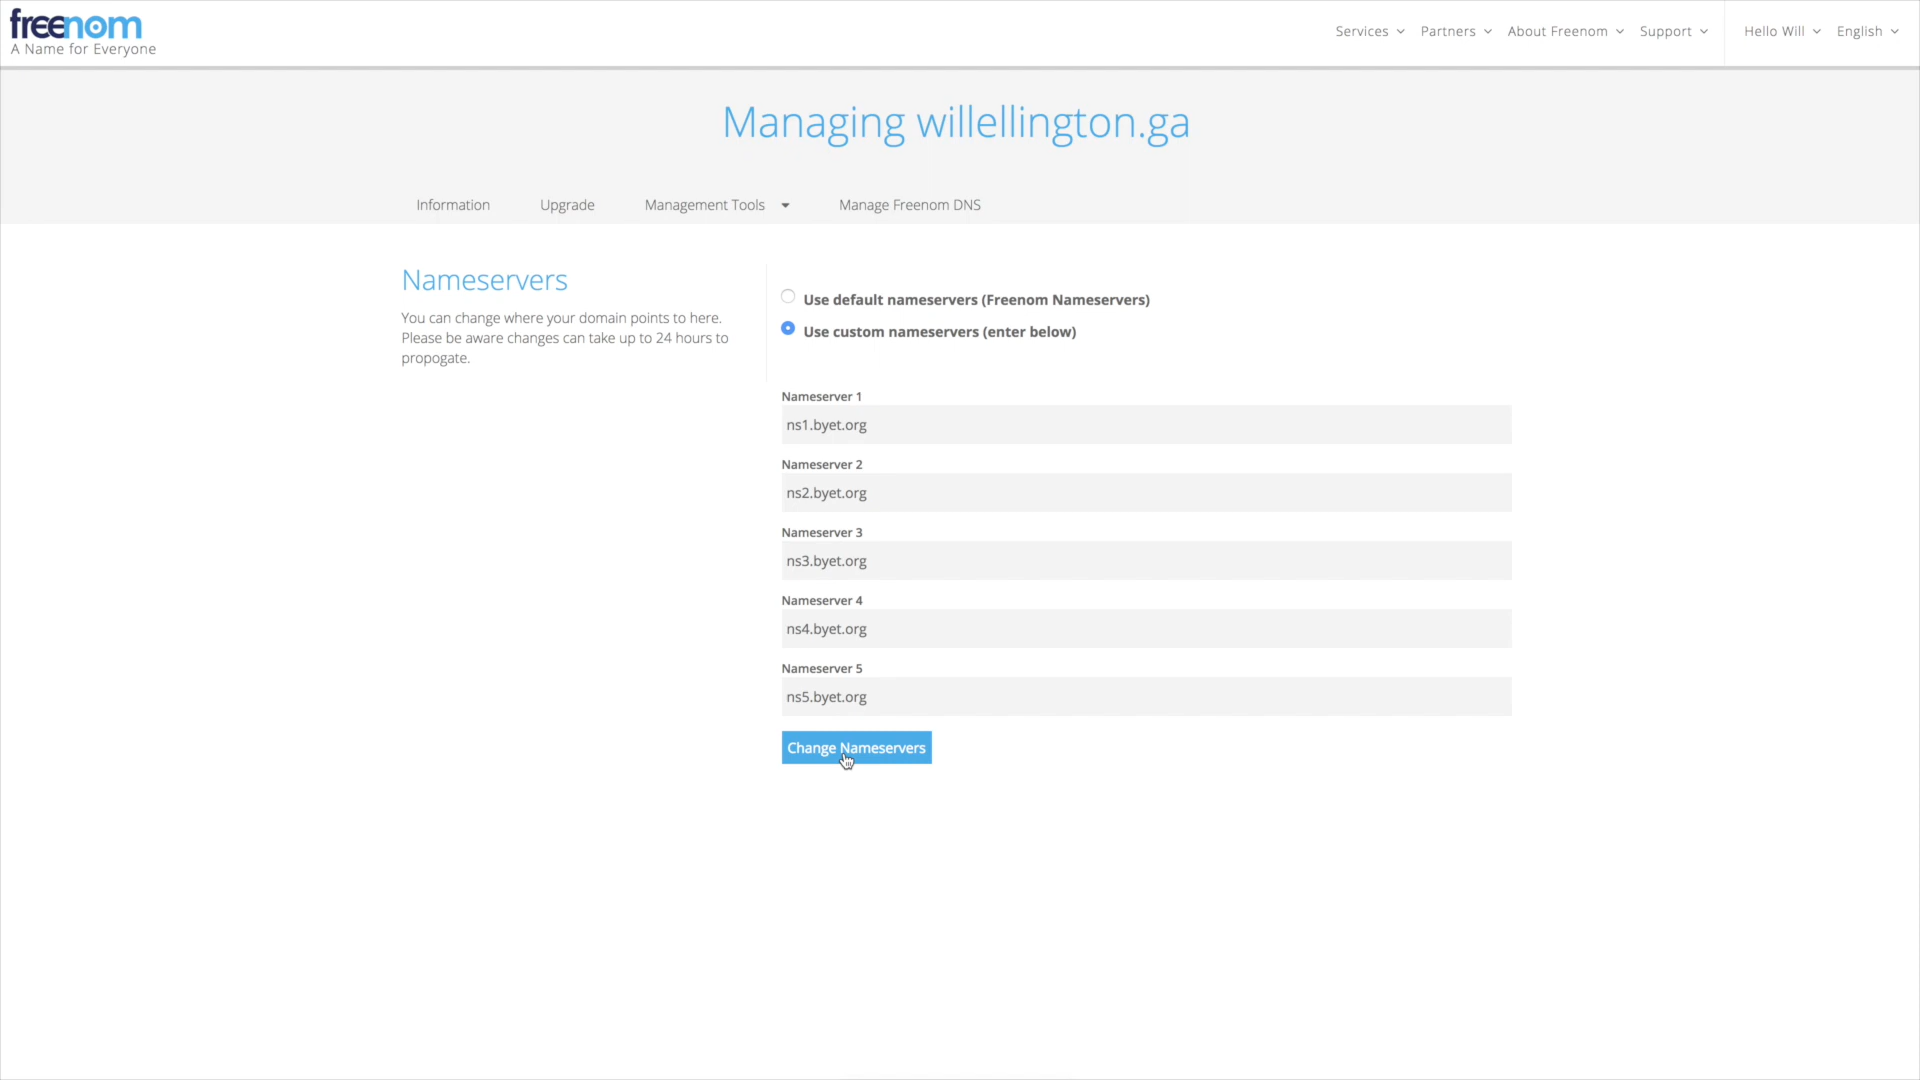 freenom
A Name for Everyone
Services
Partners
About Freenom
Support
Hello Will
English
Managing willellington.ga
Information
Upgrade
Management Tools
Manage Freenom DNS
Nameservers
You can change where your domain points to here.
Please be aware changes can take up to 24 hours to
propogate.
Use default nameservers (Freenom Nameservers)
Use custom nameservers (enter below)
Nameserver 1
ns1.byet.org
Nameserver 2
ns2.byet.org
Nameserver 3
ns3.byet.org
Nameserver 4
ns4.byet.org
Nameserver 5
ns5.byet.org
Change Nameservers